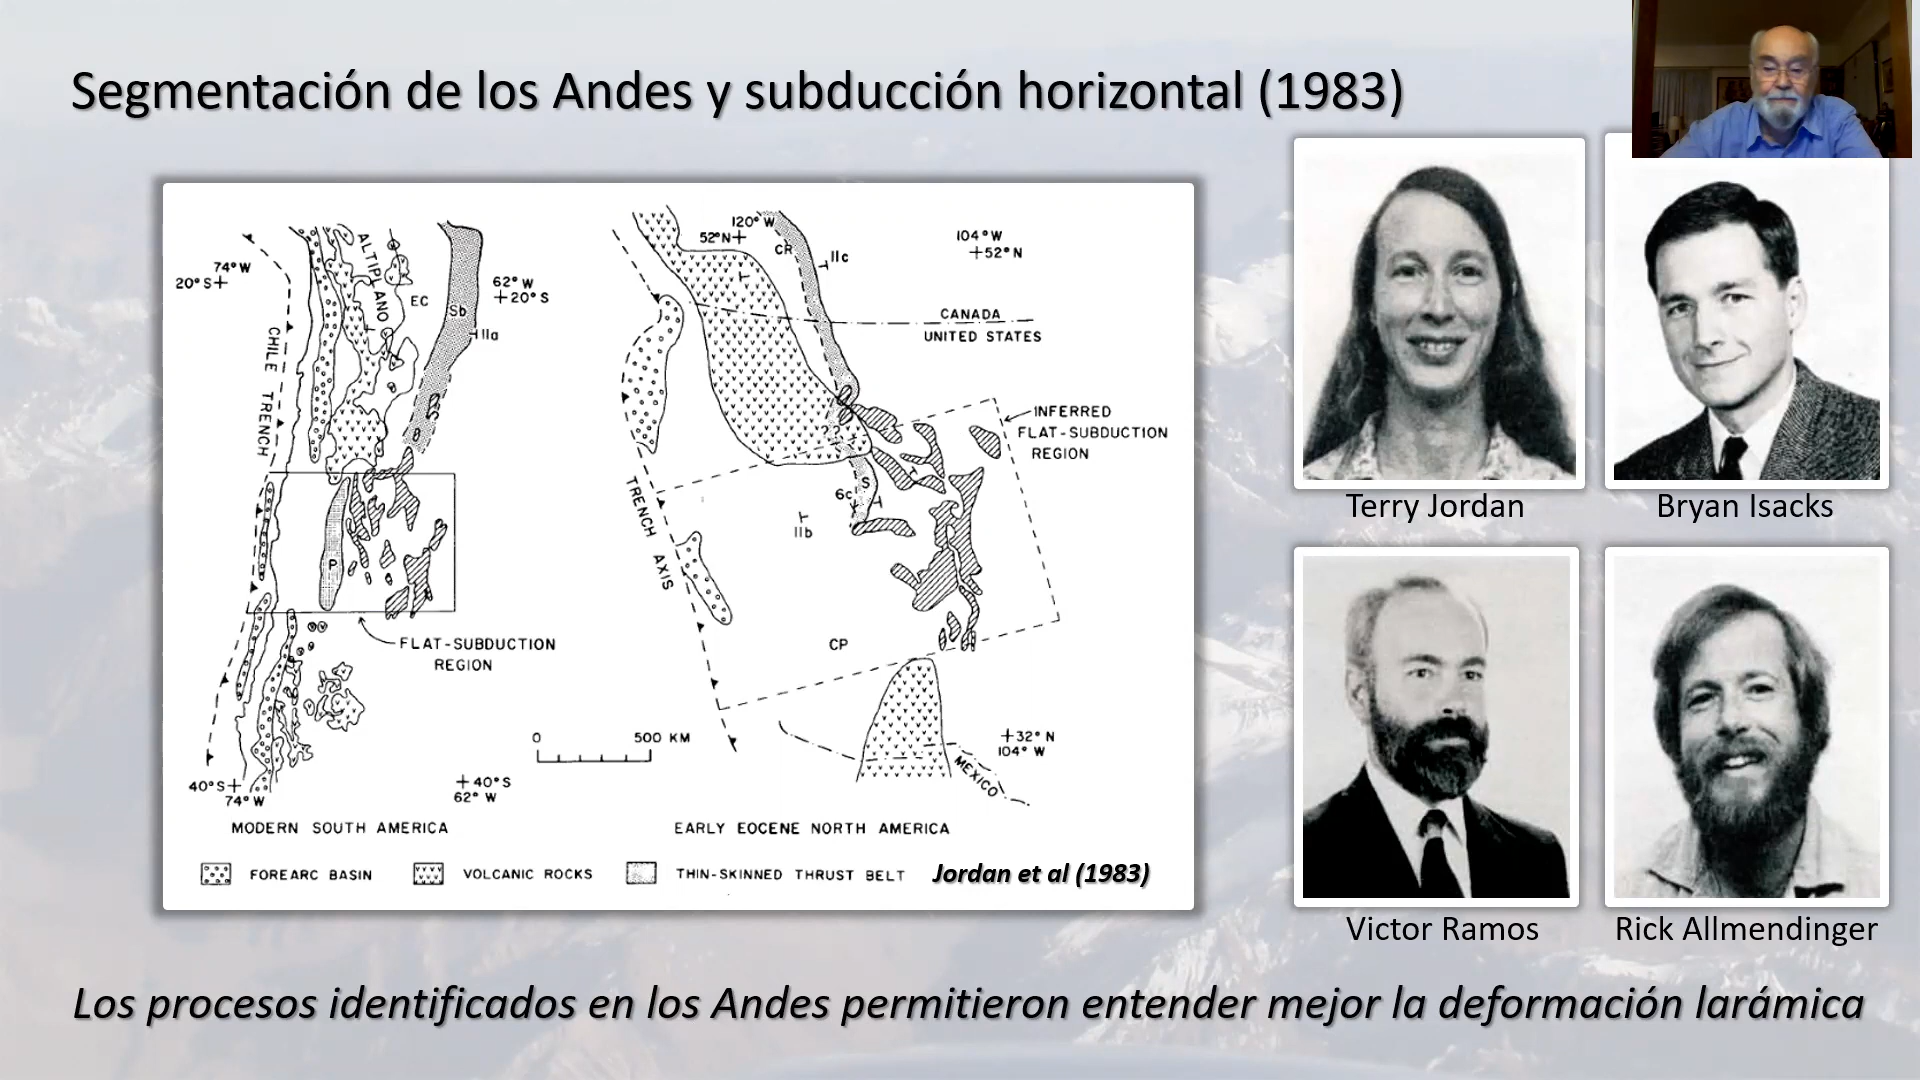 Segmentación de los Andes y subducción horizontal (1983)
120° W
52°N
104° W
+52° N
CR
IIc
74° W
20° S+
ALTIPLANO
EC
62° W
+20° S
Sb
IIa
CANADA
UNITED STATES
CHILE TRENCH
INFERRED
FLAT-SUBDUCTION
REGION
S
6c
TRENCH AXIS
IIb
P
FLAT-SUBDUCTION
REGION
CP
0 500 KM
+32° N
104° W
MEXICO
40° S+
74° W
+40° S
62° W
MODERN SOUTH AMERICA
EARLY EOCENE NORTH AMERICA
FOREARC BASIN
VOLCANIC ROCKS
THIN-SKINNED THRUST BELT
Jordan et al (1983)
Terry Jordan
Bryan Isacks
Victor Ramos
Rick Allmendinger
Los procesos identificados en los Andes permitieron entender mejor la deformación larámica